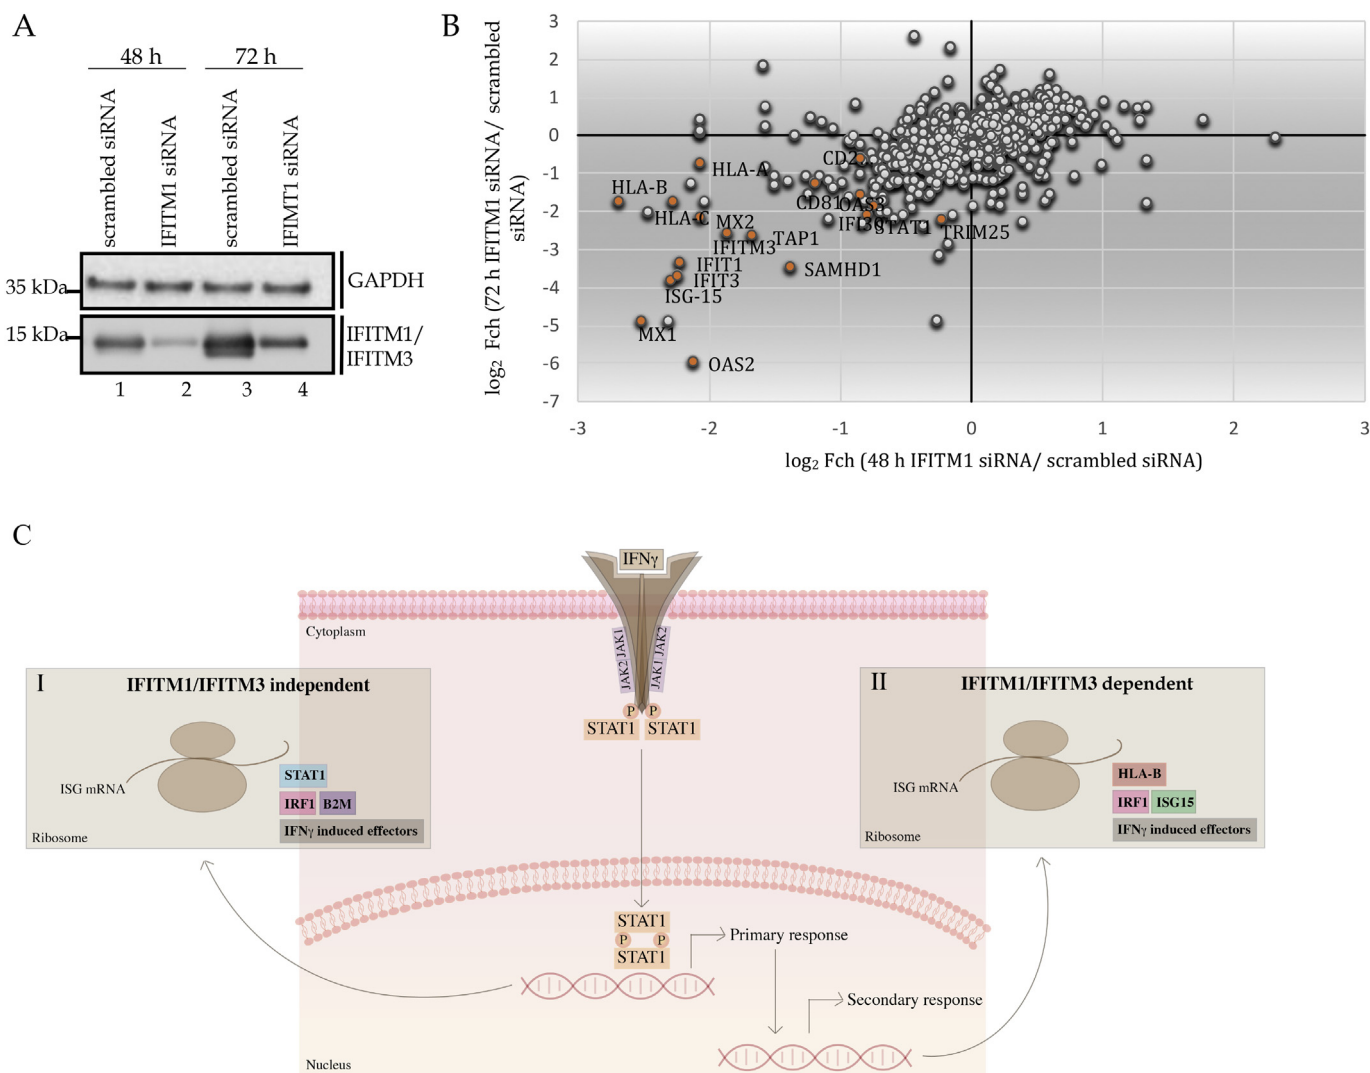 A
48 h
72 h
scrambled siRNA
IFITM1 siRNA
scrambled siRNA
IFIMT1 siRNA
35 kDa
GAPDH
15 kDa
IFITM1/
IFITM3
1
2
3
4
B
log2 Fch (72 h IFITM1 siRNA/ scrambled
siRNA)
3
2
1
0
-1
-2
-3
-4
-5
-6
-7
HLA-A
HLA-B
HLA-C
MX2
IFITM3
TAP1
IFIT1
IFIT3
ISG-15
MX1
OAS2
SAMHD1
CD81
OAS3
IFI30
STAT1
TRIM25
-3
-2
-1
0
1
2
3
log2 Fch (48 h IFITM1 siRNA/ scrambled siRNA)
C
IFNγ
Cytoplasm
JAK2 JAK1
JAK1 JAK2
P
P
STAT1
STAT1
I
IFITM1/IFITM3 independent
ISG mRNA
STAT1
IRF1
B2M
IFNγ induced effectors
Ribosome
II
IFITM1/IFITM3 dependent
ISG mRNA
HLA-B
IRF1
ISG15
IFNγ induced effectors
Ribosome
STAT1
P
P
STAT1
Primary response
Secondary response
Nucleus